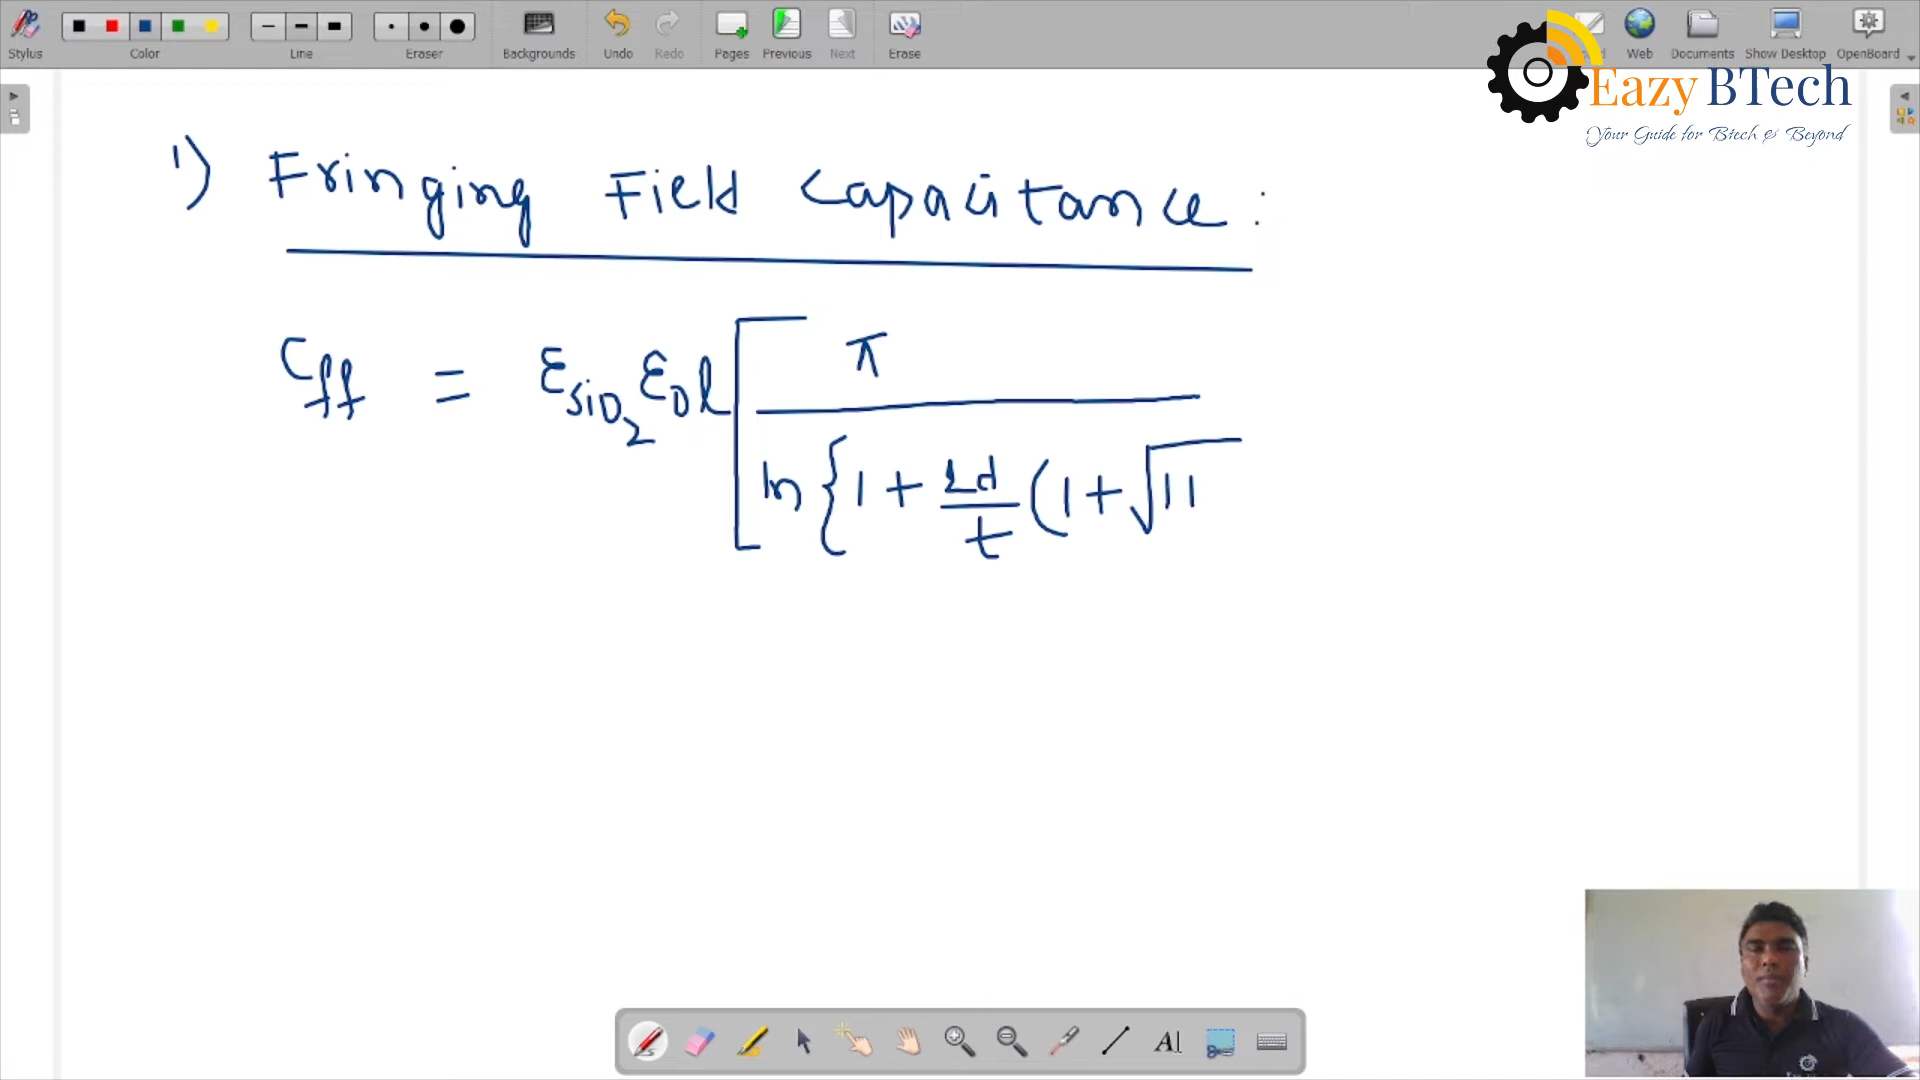 Stylus Color Line Eraser Backgrounds Undo Redo Pages Previous Next Erase Web Documents Show Desktop OpenBoard
Eazy BTech
Your Guide for Btech & Beyond
1) Fringing Field Capacitance:
Cff = εSiO2 ε0 l [ π
ln { 1 + 2d/t (1 + √11